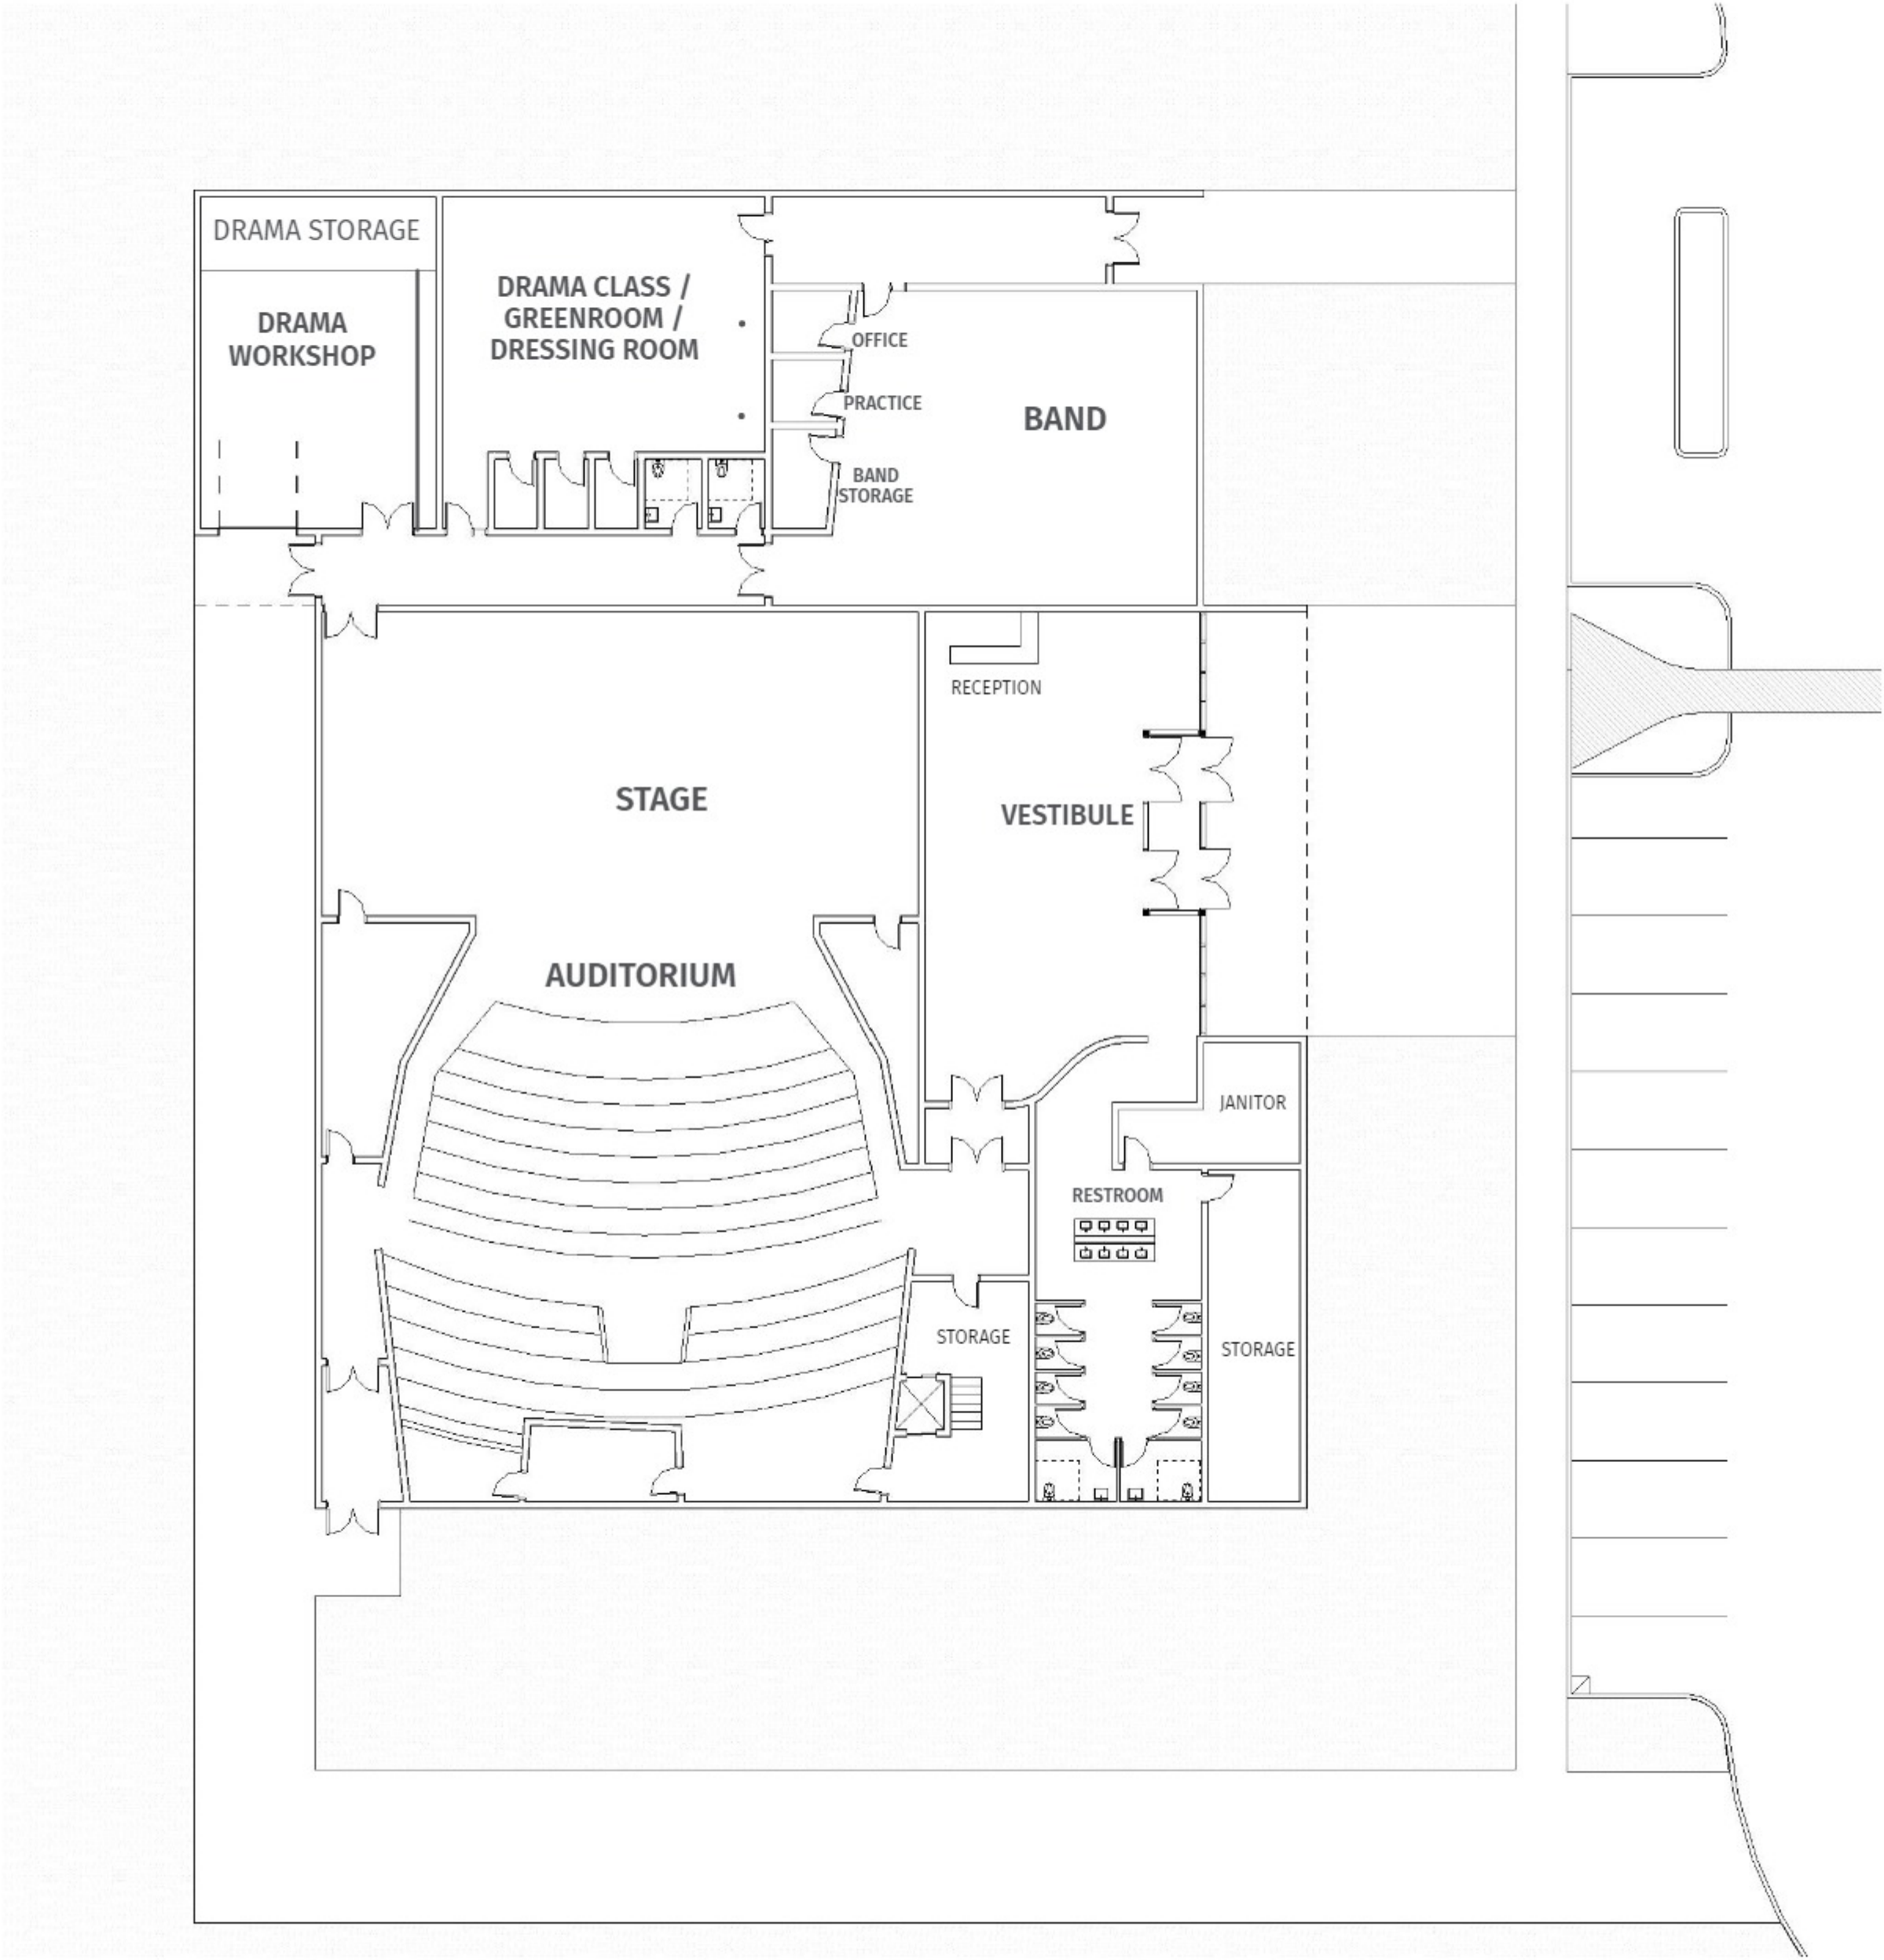 DRAMA STORAGE
DRAMA
WORKSHOP
DRAMA CLASS /
GREENROOM /
DRESSING ROOM
OFFICE
PRACTICE
BAND
BAND
STORAGE
RECEPTION
STAGE
VESTIBULE
AUDITORIUM
JANITOR
RESTROOM
STORAGE
STORAGE